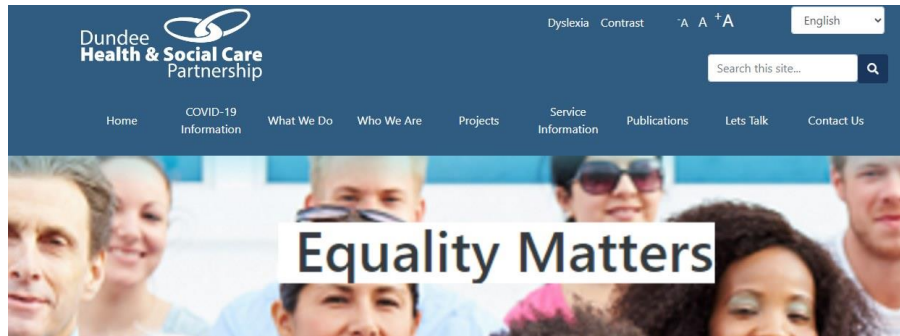 Dundee
Health & Social Care
Partnership
Dyslexia Contrast -A A +A English
Search this site...
Home COVID-19 Information What We Do Who We Are Projects Service Information Publications Lets Talk Contact Us
Equality Matters